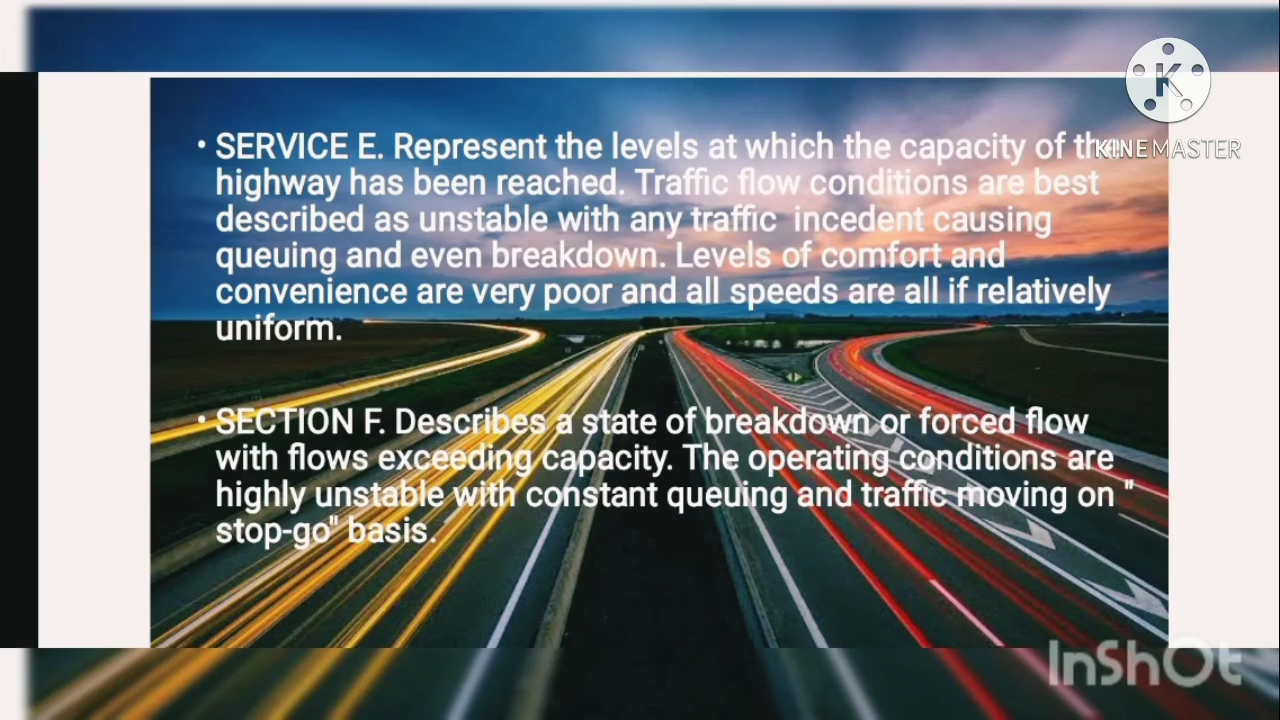 • SERVICE E. Represent the levels at which the capacity of the
highway has been reached. Traffic flow conditions are best
described as unstable with any traffic  incedent causing
queuing and even breakdown. Levels of comfort and
convenience are very poor and all speeds are all if relatively
uniform.
• SECTION F. Describes a state of breakdown or forced flow
with flows exceeding capacity. The operating conditions are
highly unstable with constant queuing and traffic moving on "
stop-go" basis.
K
KINEMASTER
InShOt